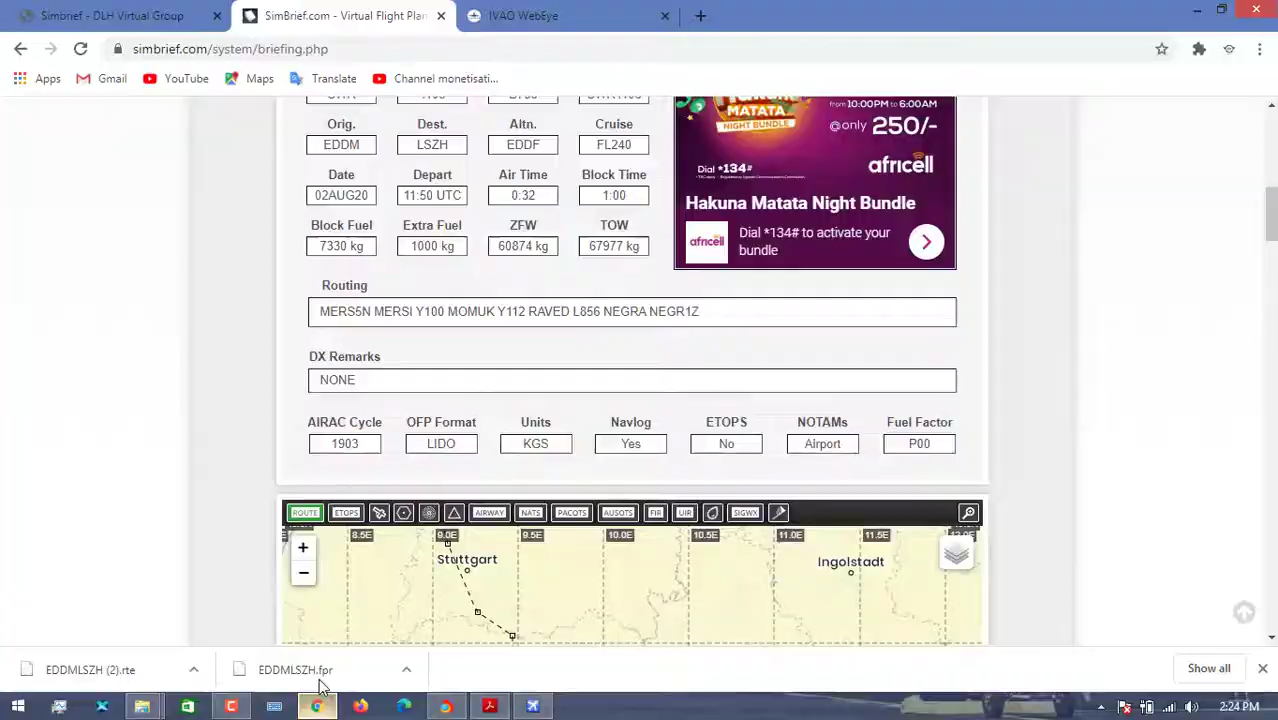 Simbrief - DLH Virtual Group
SimBrief.com - Virtual Flight Plan
IVAO WebEye
simbrief.com/system/briefing.php
Apps
Gmail
YouTube
Maps
Translate
Channel monetisati...
Orig.
Dest.
Altn.
Cruise
EDDM
LSZH
EDDF
FL240
Date
Depart
Air Time
Block Time
02AUG20
11:50 UTC
0:32
1:00
Block Fuel
Extra Fuel
ZFW
TOW
7330 kg
1000 kg
60874 kg
67977 kg
MATATA
NIGHT BUNDLE
from 10:00PM to 6:00AM
@only 250/-
Dial *134#
africell
Hakuna Matata Night Bundle
africell
Dial *134# to activate your
bundle
Routing
MERS5N MERSI Y100 MOMUK Y112 RAVED L856 NEGRA NEGR1Z
DX Remarks
NONE
AIRAC Cycle
OFP Format
Units
Navlog
ETOPS
NOTAMs
Fuel Factor
1903
LIDO
KGS
Yes
No
Airport
P00
ROUTE
ETOPS
AIRWAY
NATS
PACOTS
AUSOTS
FIR
UIR
SIGWX
8.5E
9.0E
9.5E
10.0E
10.5E
11.0E
11.5E
+
−
Stuttgart
Ingolstadt
EDDMLSZH (2).rte
EDDMLSZH.fpr
Show all
2:24 PM